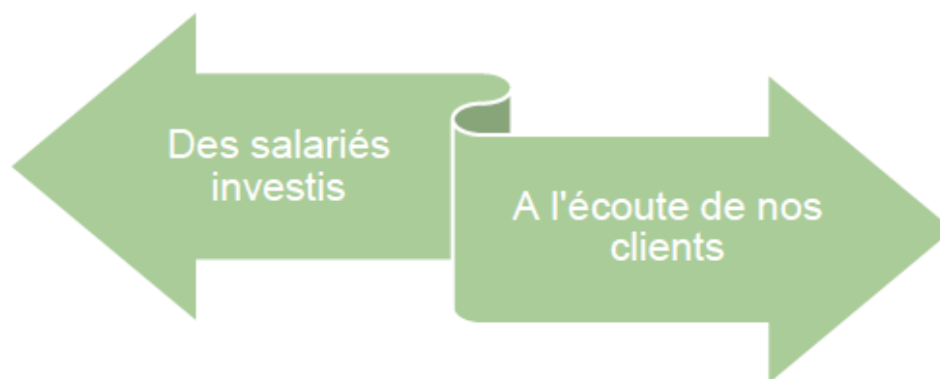 Des salariés
investis
A l'écoute de nos
clients